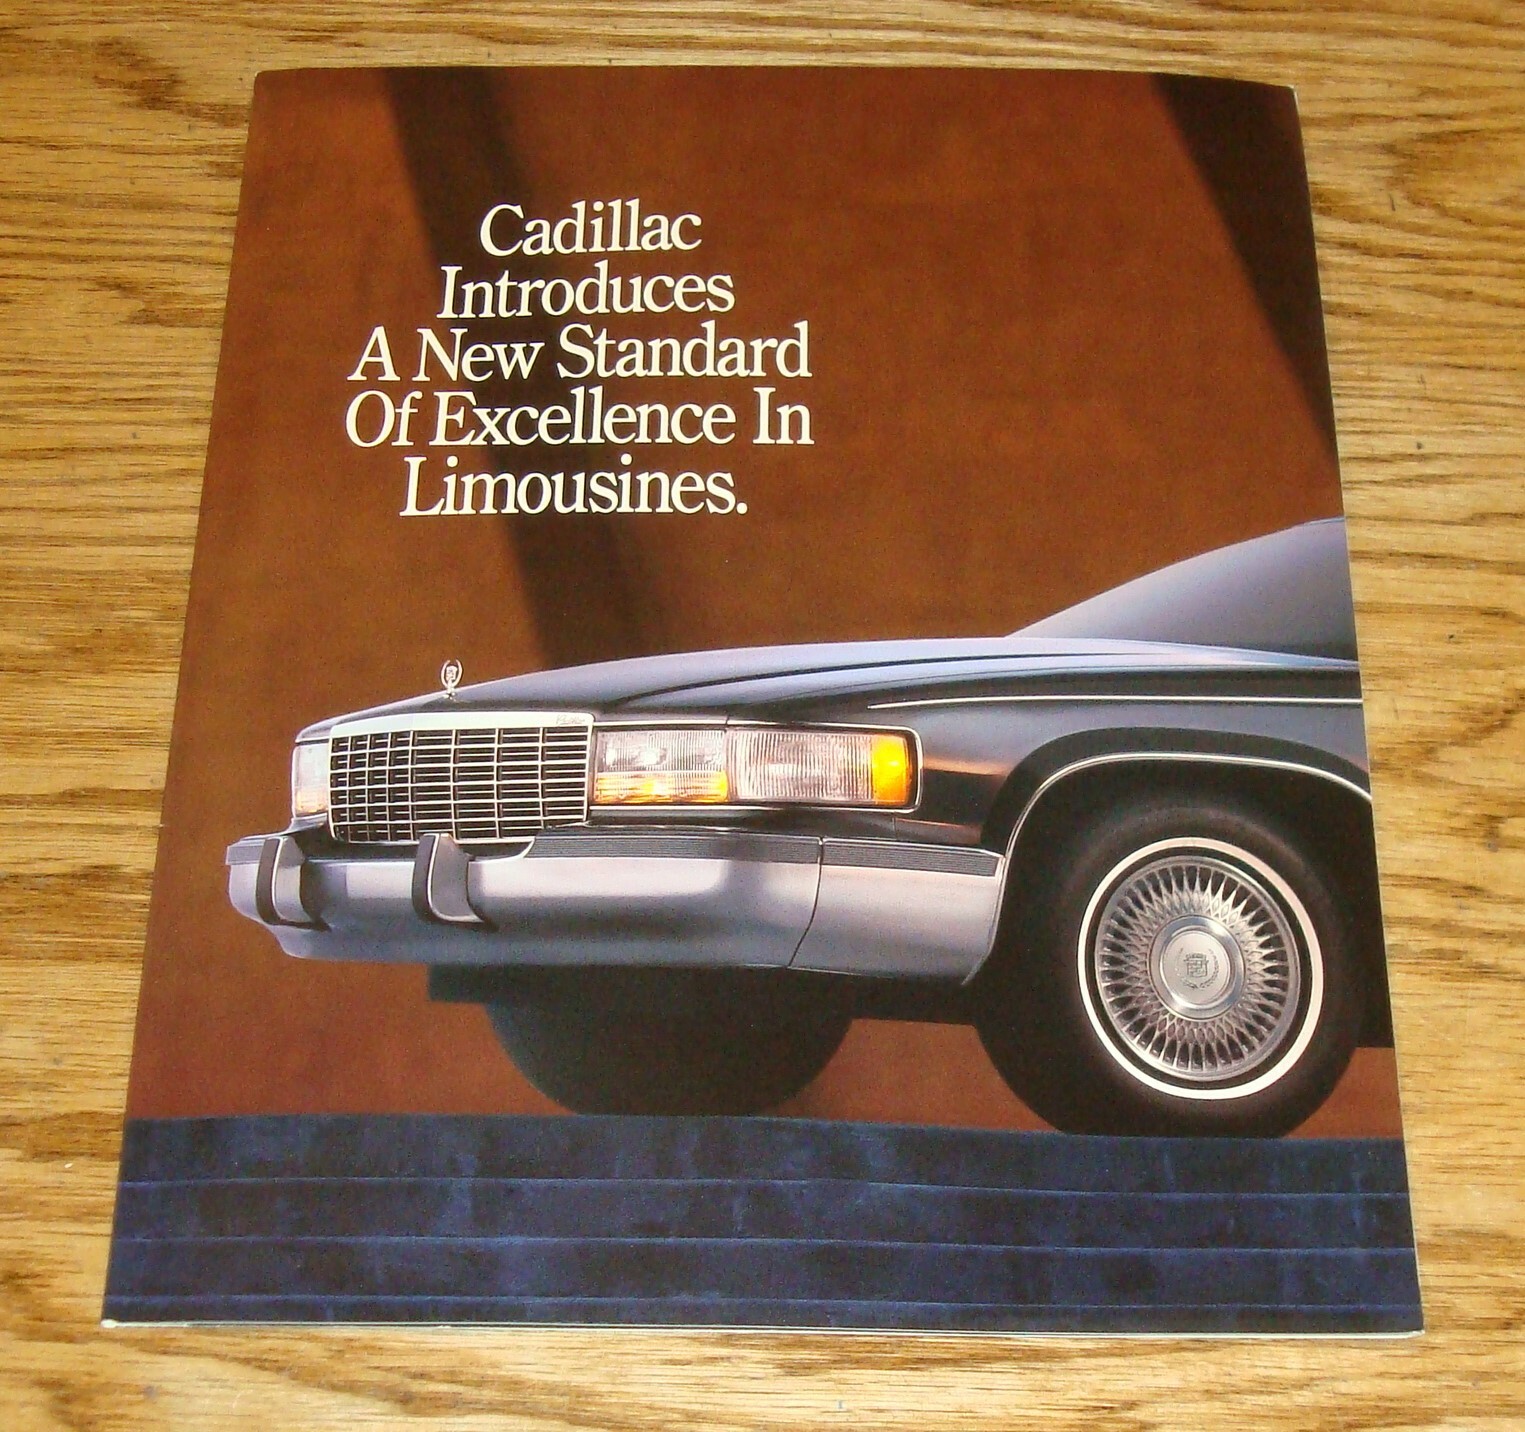 Cadillac
Introduces
A New Standard
Of Excellence In
Limousines.